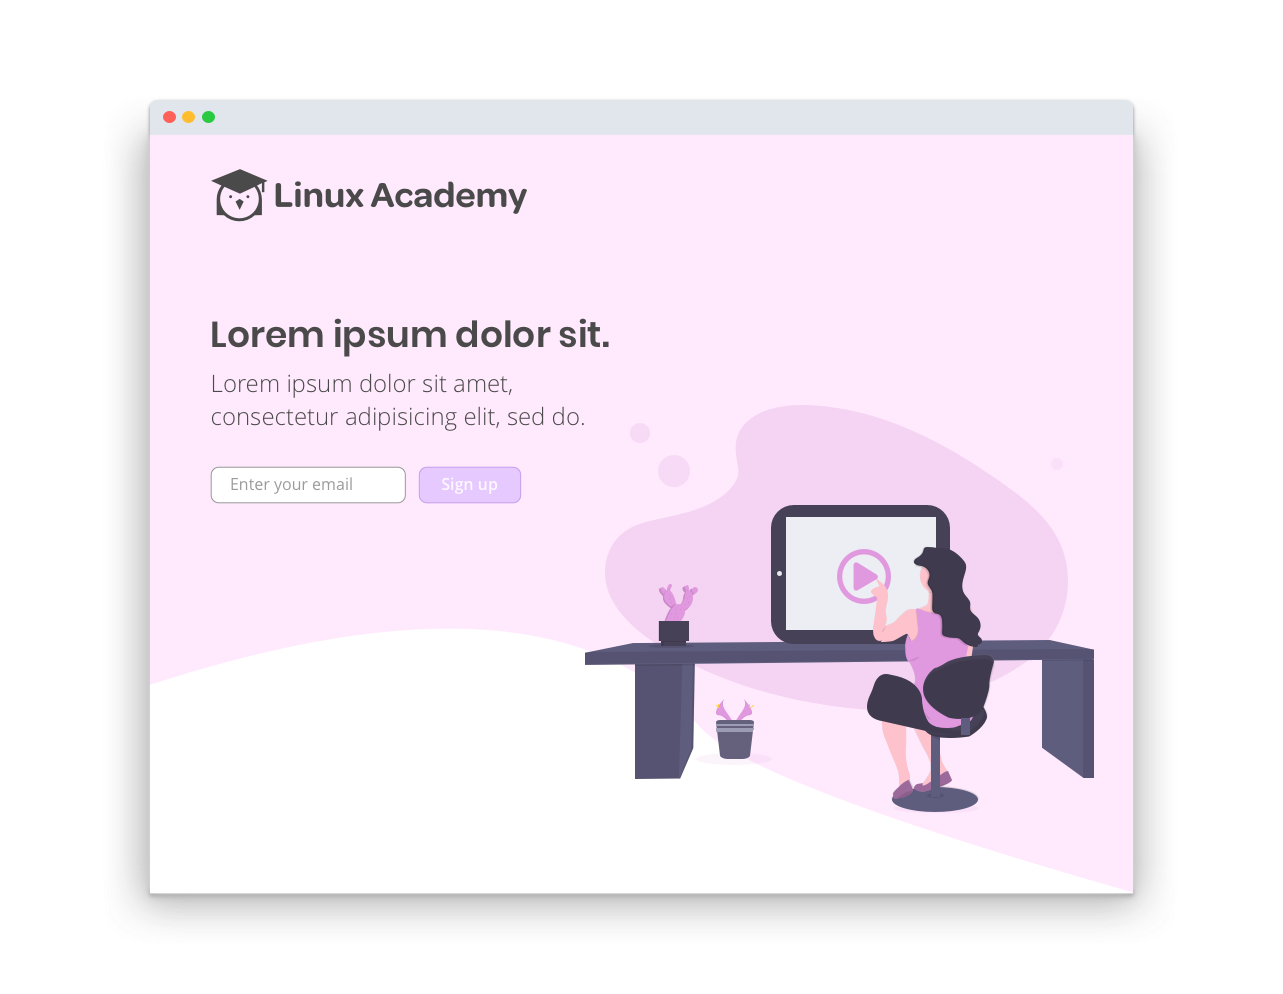 Linux Academy
Lorem ipsum dolor sit.
Lorem ipsum dolor sit amet,
consectetur adipisicing elit, sed do.
Enter your email
Sign up